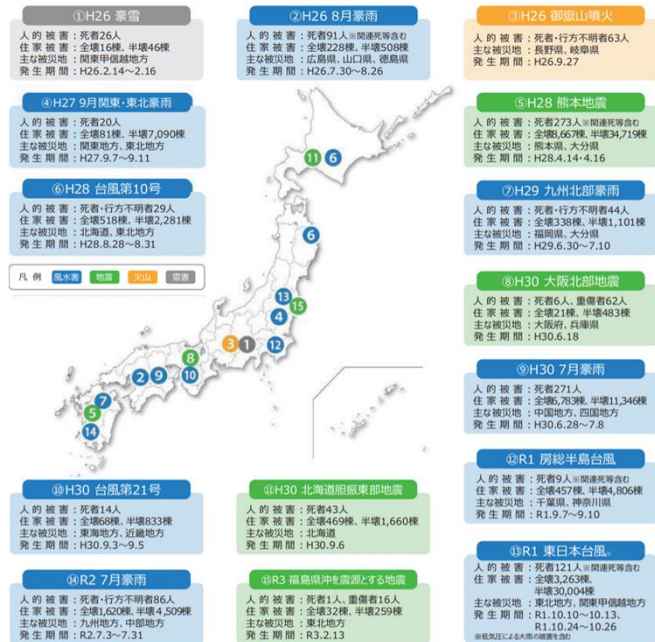 ①H26 豪雪
人的被害:死者26人
住家被害:全壊16棟、半壊46棟
主な被災地:関東甲信越地方
発生期間:H26.2.14～2.16
②H26 8月豪雨
人的被害:死者91人※関連死等含む
住家被害:全壊228棟、半壊508棟
主な被災地:広島県、山口県、徳島県
発生期間:H26.7.30～8.26
③H26 御嶽山噴火
人的被害:死者・行方不明者63人
主な被災地:長野県、岐阜県
発生期間:H26.9.27
④H27 9月関東・東北豪雨
人的被害:死者20人
住家被害:全壊81棟、半壊7,090棟
主な被災地:関東地方、東北地方
発生期間:H27.9.7～9.11
⑤H28 熊本地震
人的被害:死者273人※関連死等含む
住家被害:全壊8,667棟、半壊34,719棟
主な被災地:熊本県、大分県
発生期間:H28.4.14・4.16
⑥H28 台風第10号
人的被害:死者・行方不明者29人
住家被害:全壊518棟、半壊2,281棟
主な被災地:北海道、東北地方
発生期間:H28.8.28～8.31
⑦H29 九州北部豪雨
人的被害:死者・行方不明者44人
住家被害:全壊338棟、半壊1,101棟
主な被災地:福岡県、大分県
発生期間:H29.6.30～7.10
凡例 風水害 地震 火山 雪害
⑧H30 大阪北部地震
人的被害:死者6人、重傷者62人
住家被害:全壊21棟、半壊483棟
主な被災地:大阪府、兵庫県
発生期間:H30.6.18
⑨H30 7月豪雨
人的被害:死者271人
住家被害:全壊6,783棟、半壊11,346棟
主な被災地:中国地方、四国地方
発生期間:H30.6.28～7.8
11 6
6
13
15
4
3 1 12
8
2 9 10
7
5
14
⑩H30 台風第21号
人的被害:死者14人
住家被害:全壊68棟、半壊833棟
主な被災地:東海地方、近畿地方
発生期間:H30.9.3～9.5
⑪H30 北海道胆振東部地震
人的被害:死者43人
住家被害:全壊469棟、半壊1,660棟
主な被災地:北海道
発生期間:H30.9.6
⑫R1 房総半島台風
人的被害:死者9人※関連死等含む
住家被害:全壊457棟、半壊4,806棟
主な被災地:千葉県、神奈川県
発生期間:R1.9.7～9.10
⑬R1 東日本台風※
人的被害:死者121人※関連死等含む
住家被害:全壊3,263棟、
半壊30,004棟
主な被災地:東北地方、関東甲信越地方
発生期間:R1.10.10～10.13、
R1.10.24～10.26
※低気圧による大雨の被害を含む
⑭R2 7月豪雨
人的被害:死者・行方不明者86人
住家被害:全壊1,620棟、半壊4,509棟
主な被災地:九州地方、中部地方
発生期間:R2.7.3～7.31
⑮R3 福島県沖を震源とする地震
人的被害:死者1人、重傷者16人
住家被害:全壊32棟、半壊259棟
主な被災地:東北地方
発生期間:R3.2.13